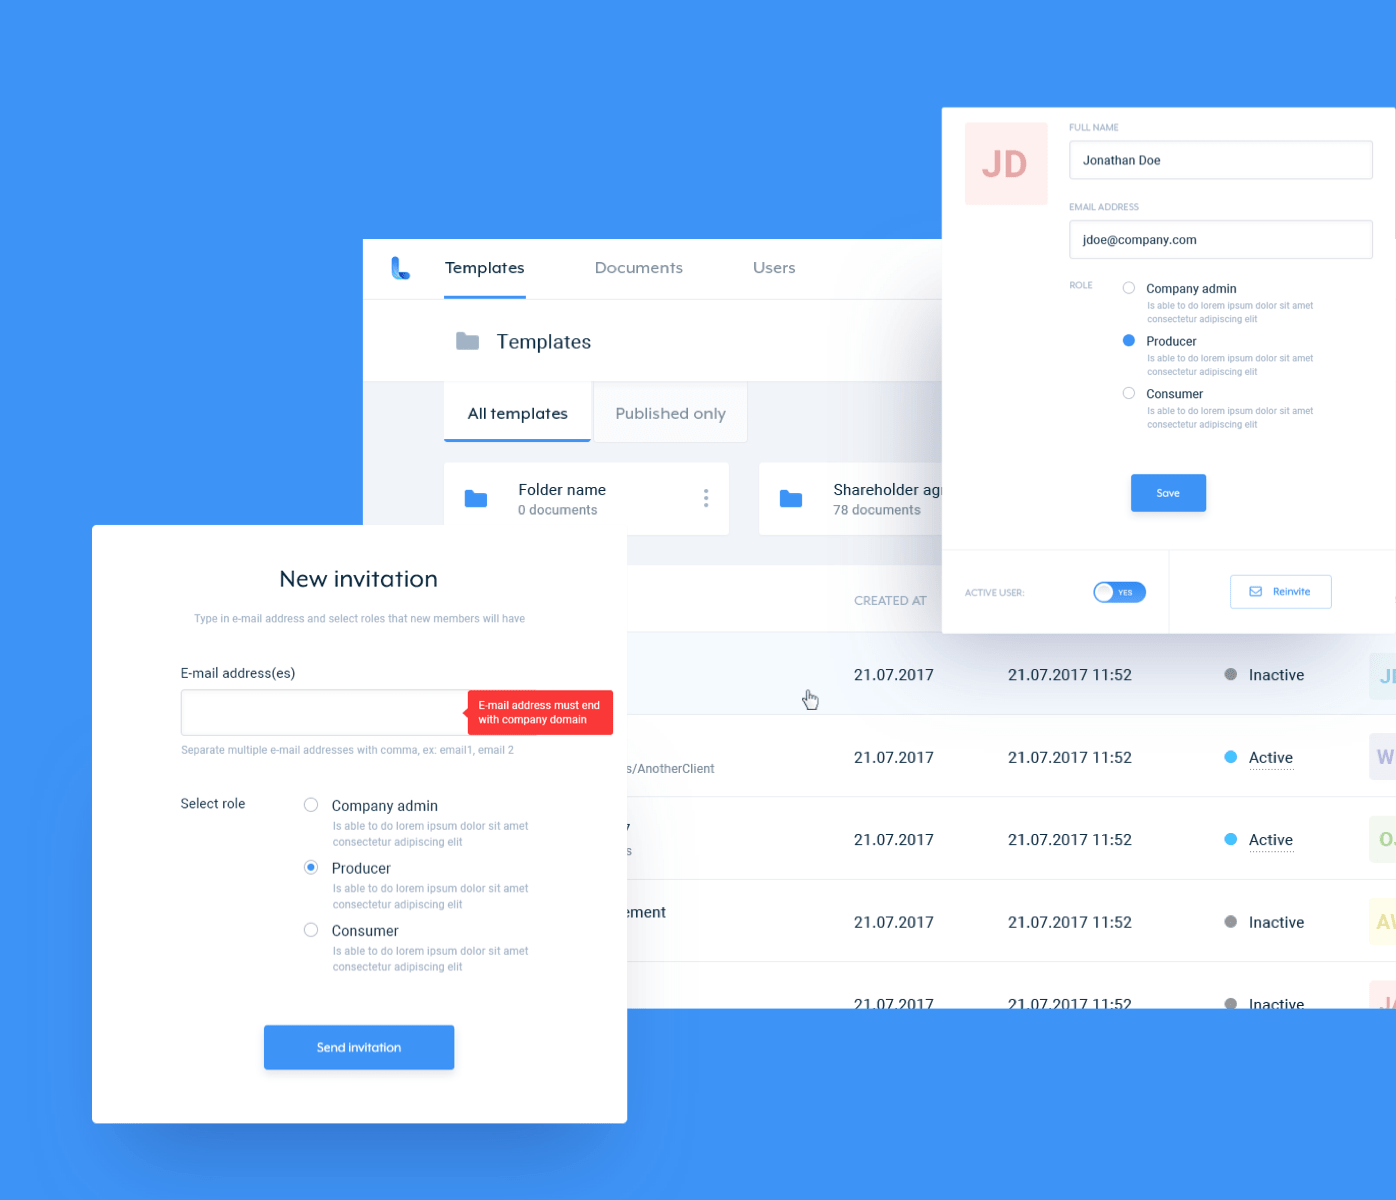 JD
FULL NAME
Jonathan Doe
EMAIL ADDRESS
jdoe@company.com
ROLE
Company admin
Is able to do lorem ipsum dolor sit amet
consectetur adipiscing elit
Producer
Is able to do lorem ipsum dolor sit amet
consectetur adipiscing elit
Consumer
Is able to do lorem ipsum dolor sit amet
consectetur adipiscing elit
Save
ACTIVE USER:
YES
Reinvite
Templates Documents Users
Templates
All templates Published only
Folder name
0 documents
Shareholder
78 documents
CREATED AT
21.07.2017 21.07.2017 11:52 Inactive
/AnotherClient
21.07.2017 21.07.2017 11:52 Active
21.07.2017 21.07.2017 11:52 Active
21.07.2017 21.07.2017 11:52 Inactive
21.07.2017 21.07.2017 11:52 Inactive
New invitation
Type in e-mail address and select roles that new members will have
E-mail address(es)
E-mail address must end
with company domain
Separate multiple e-mail addresses with comma, ex: email1, email 2
Select role
Company admin
Is able to do lorem ipsum dolor sit amet
consectetur adipiscing elit
Producer
Is able to do lorem ipsum dolor sit amet
consectetur adipiscing elit
Consumer
Is able to do lorem ipsum dolor sit amet
consectetur adipiscing elit
Send invitation